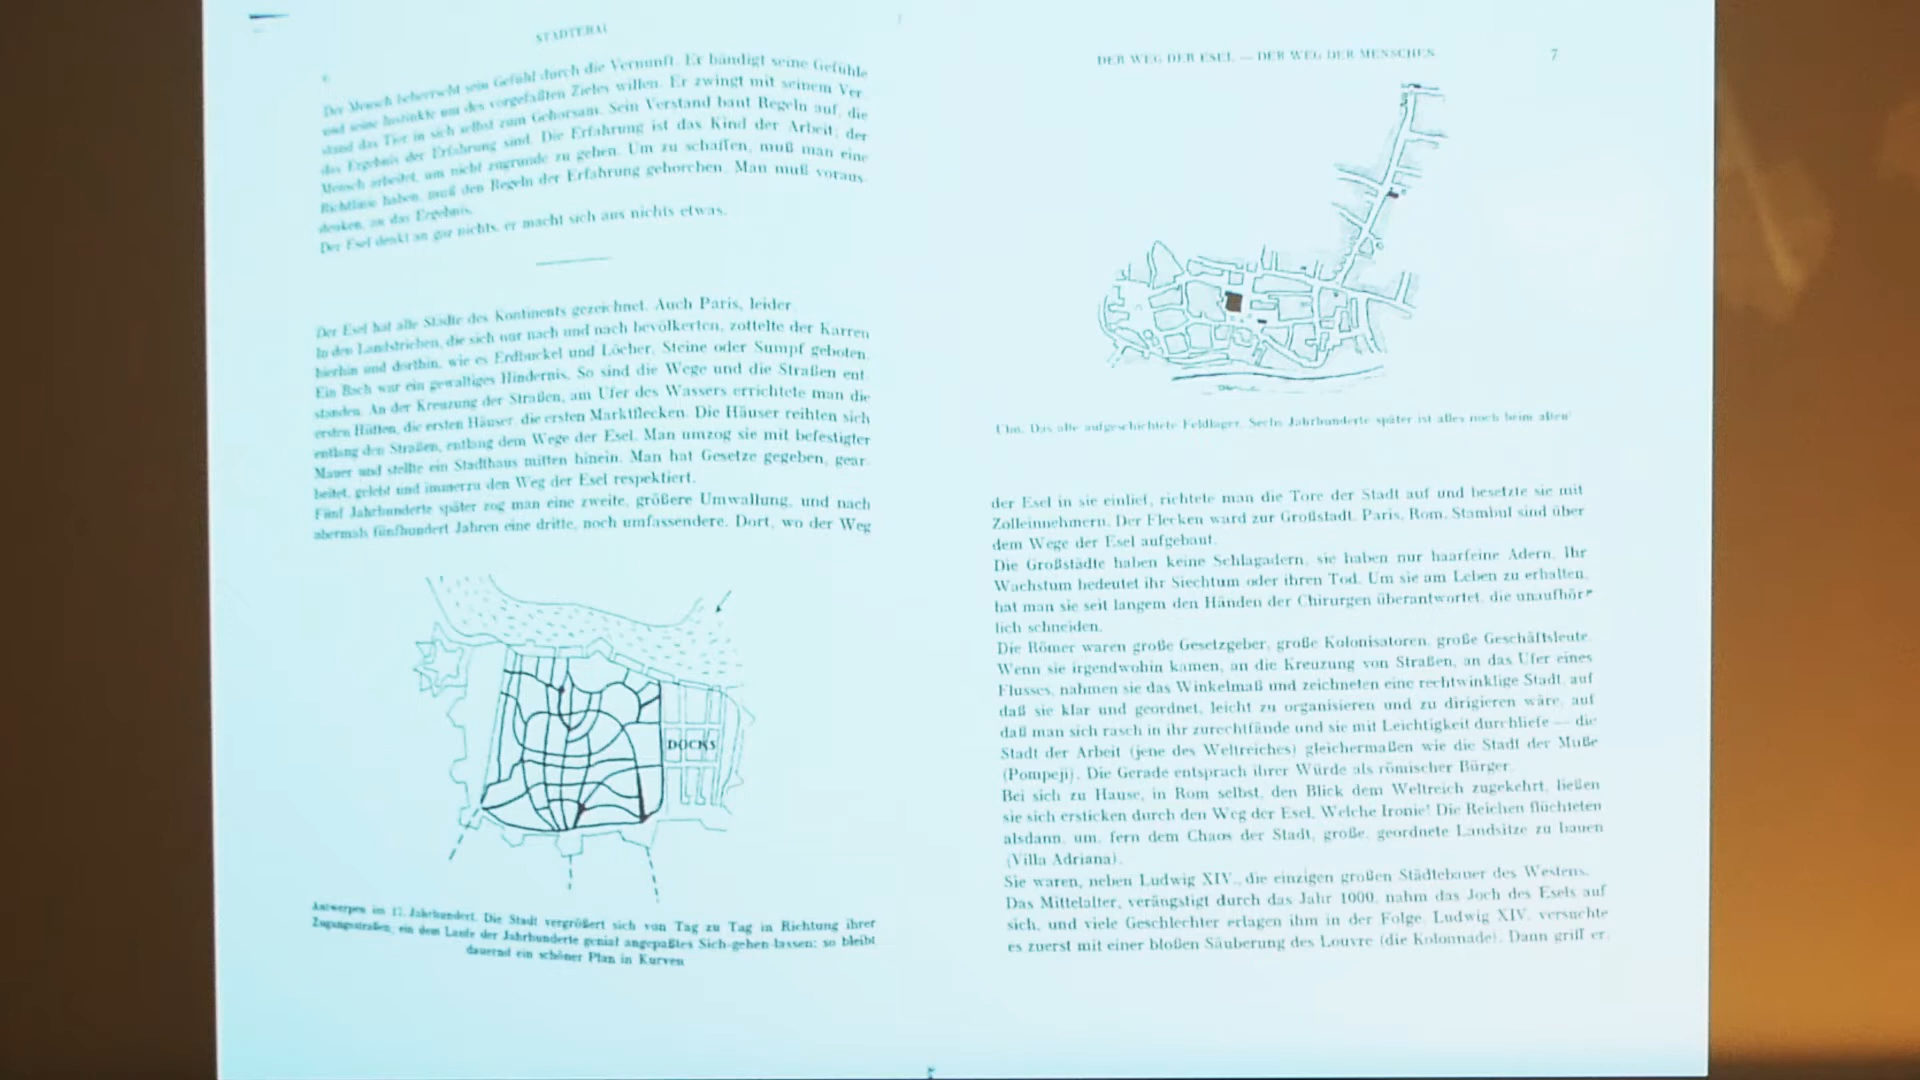 STÄDTEBAU
6
Der Mensch beherrscht sein Gefühl durch die Vernunft. Er bändigt seine Gefühle
und seine Instinkte um des vorgefaßten Zieles willen. Er zwingt mit seinem Ver
stand das Tier in sich selbst zum Gehorsam. Sein Verstand baut Regeln auf, die
das Ergebnis der Erfahrung sind. Die Erfahrung ist das Kind der Arbeit; der
Mensch arbeitet, um nicht zugrunde zu gehen. Um zu schaffen, muß man eine
Richtlinie haben, muß den Regeln der Erfahrung gehorchen. Man muß voraus-
denken, an das Ergebnis.
Der Esel denkt an gar nichts, er macht sich aus nichts etwas.
Der Esel hat alle Städte des Kontinents gezeichnet. Auch Paris, leider
In den Landstrichen, die sich nur nach und nach bevölkerten, zottelte der Karren
hierhin und dorthin, wie es Erdbuckel und Löcher, Steine oder Sumpf geboten.
Ein Bach war ein gewaltiges Hindernis. So sind die Wege und die Straßen ent
standen. An der Kreuzung der Straßen, am Ufer des Wassers errichtete man die
ersten Hütten, die ersten Häuser, die ersten Marktflecken. Die Häuser reihten sich
entlang den Straßen, entlang dem Wege der Esel. Man umzog sie mit befestigter
Mauer und stellte ein Stadthaus mitten hinein. Man hat Gesetze gegeben, gear
beitet, gelebt und immerzu den Weg der Esel respektiert.
Fünf Jahrhunderte später zog man eine zweite, größere Umwallung, und nach
abermals fünfhundert Jahren eine dritte, noch umfassendere. Dort, wo der Weg
DOCKS
Antwerpen im 17. Jahrhundert. Die Stadt vergrößert sich von Tag zu Tag in Richtung ihrer
Zugangsstraßen; ein dem Laufe der Jahrhunderte genial angepaßtes Sich-gehen-lassen; so bleibt
dauernd ein schöner Plan in Kurven
DER WEG DER ESEL — DER WEG DER MENSCHEN
7
Ulm. Das alte aufgeschichtete Feldlager. Sechs Jahrhunderte später ist alles noch beim alten!
der Esel in sie einlief, richtete man die Tore der Stadt auf und besetzte sie mit
Zolleinnehmern. Der Flecken ward zur Großstadt. Paris, Rom, Stambul sind über
dem Wege der Esel aufgebaut.
Die Großstädte haben keine Schlagadern, sie haben nur haarfeine Adern. Ihr
Wachstum bedeutet ihr Siechtum oder ihren Tod. Um sie am Leben zu erhalten,
hat man sie seit langem den Händen der Chirurgen überantwortet, die unaufhör-
lich schneiden.
Die Römer waren große Gesetzgeber, große Kolonisatoren, große Geschäftsleute.
Wenn sie irgendwohin kamen, an die Kreuzung von Straßen, an das Ufer eines
Flusses, nahmen sie das Winkelmaß und zeichneten eine rechtwinklige Stadt, auf
daß sie klar und geordnet, leicht zu organisieren und zu dirigieren wäre, auf
daß man sich rasch in ihr zurechtfände und sie mit Leichtigkeit durchliefe — die
Stadt der Arbeit (jene des Weltreiches) gleichermaßen wie die Stadt der Muße
(Pompeji). Die Gerade entsprach ihrer Würde als römischer Bürger.
Bei sich zu Hause, in Rom selbst, den Blick dem Weltreich zugekehrt, ließen
sie sich ersticken durch den Weg der Esel. Welche Ironie! Die Reichen flüchteten
alsdann, um, fern dem Chaos der Stadt, große, geordnete Landsitze zu bauen
(Villa Adriana).
Sie waren, neben Ludwig XIV., die einzigen großen Städtebauer des Westens.
Das Mittelalter, verängstigt durch das Jahr 1000, nahm das Joch des Esels auf
sich, und viele Geschlechter erlagen ihm in der Folge. Ludwig XIV. versuchte
es zuerst mit einer bloßen Säuberung des Louvre (die Kolonnade). Dann griff er,